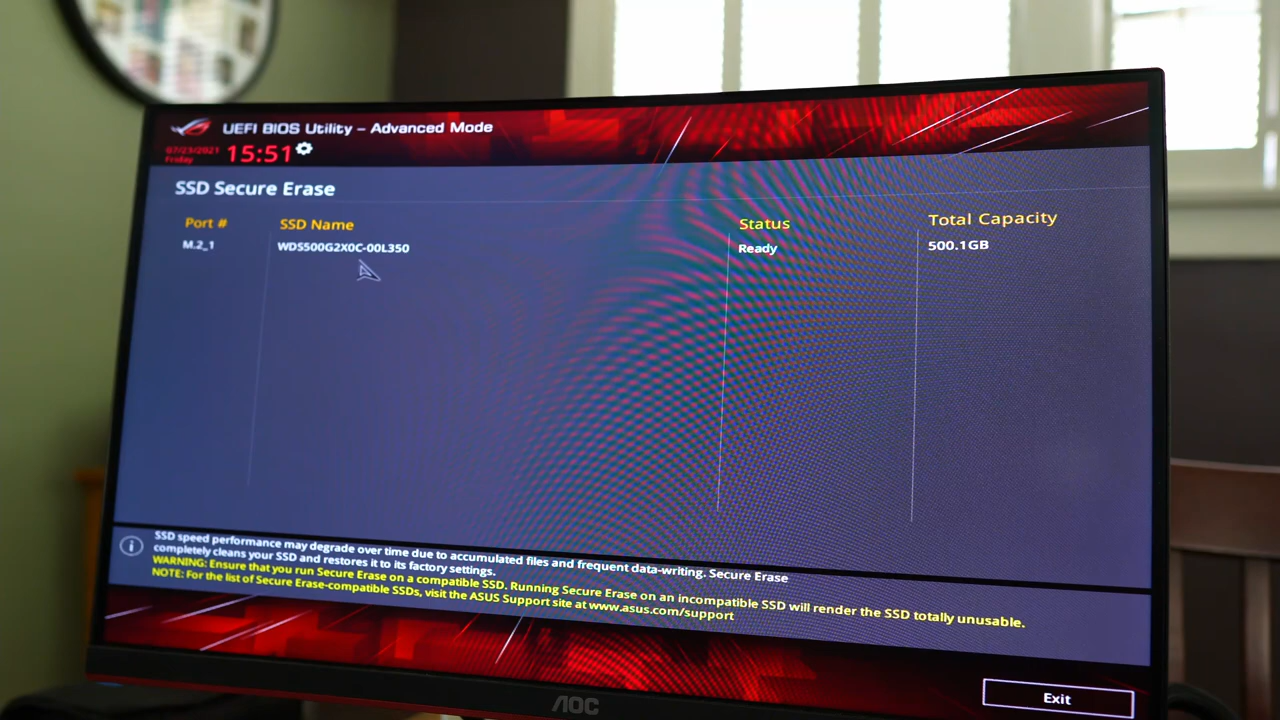 UEFI BIOS Utility – Advanced Mode
07/23/2021
Friday
15:51
SSD Secure Erase
Port # SSD Name Status Total Capacity
M.2_1 WDS500G2X0C-00L350 Ready 500.1GB
SSD speed performance may degrade over time due to accumulated files and frequent data-writing. Secure Erase
completely cleans your SSD and restores it to its factory settings.
WARNING: Ensure that you run Secure Erase on a compatible SSD. Running Secure Erase on an incompatible SSD will render the SSD totally unusable.
NOTE: For the list of Secure Erase-compatible SSDs, visit the ASUS Support site at www.asus.com/support
Exit
AOC